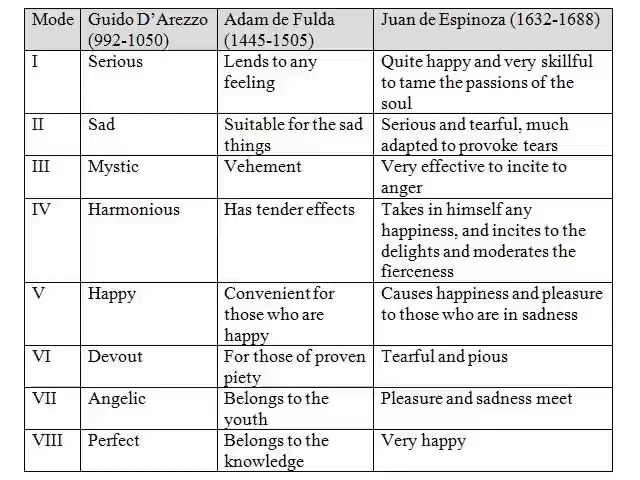 Mode Guido D'Arezzo (992-1050) Adam de Fulda (1445-1505) Juan de Espinoza (1632-1688)
I Serious Lends to any feeling Quite happy and very skillful to tame the passions of the soul
II Sad Suitable for the sad things Serious and tearful, much adapted to provoke tears
III Mystic Vehement Very effective to incite to anger
IV Harmonious Has tender effects Takes in himself any happiness, and incites to the delights and moderates the fierceness
V Happy Convenient for those who are happy Causes happiness and pleasure to those who are in sadness
VI Devout For those of proven piety Tearful and pious
VII Angelic Belongs to the youth Pleasure and sadness meet
VIII Perfect Belongs to the knowledge Very happy